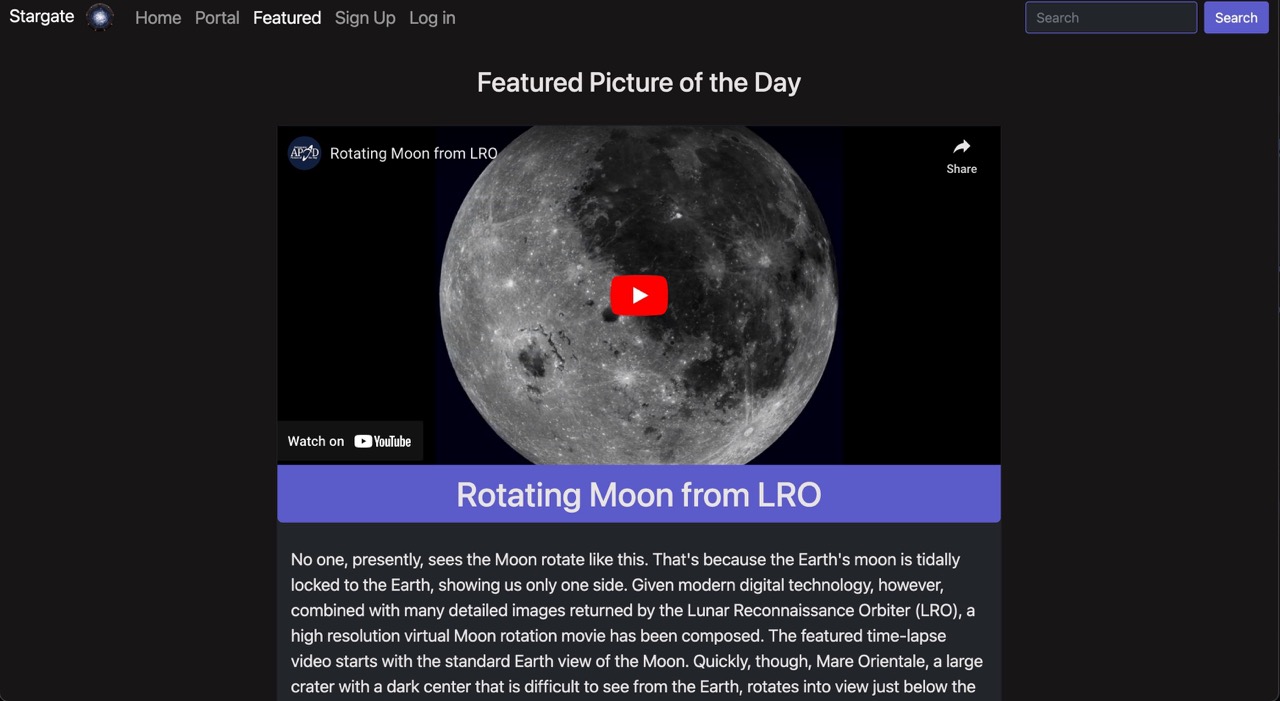 Stargate Home Portal Featured Sign Up Log in Search Search
Featured Picture of the Day
APOD Rotating Moon from LRO
Share
Watch on YouTube
Rotating Moon from LRO
No one, presently, sees the Moon rotate like this. That's because the Earth's moon is tidally
locked to the Earth, showing us only one side. Given modern digital technology, however,
combined with many detailed images returned by the Lunar Reconnaissance Orbiter (LRO), a
high resolution virtual Moon rotation movie has been composed. The featured time-lapse
video starts with the standard Earth view of the Moon. Quickly, though, Mare Orientale, a large
crater with a dark center that is difficult to see from the Earth, rotates into view just below the